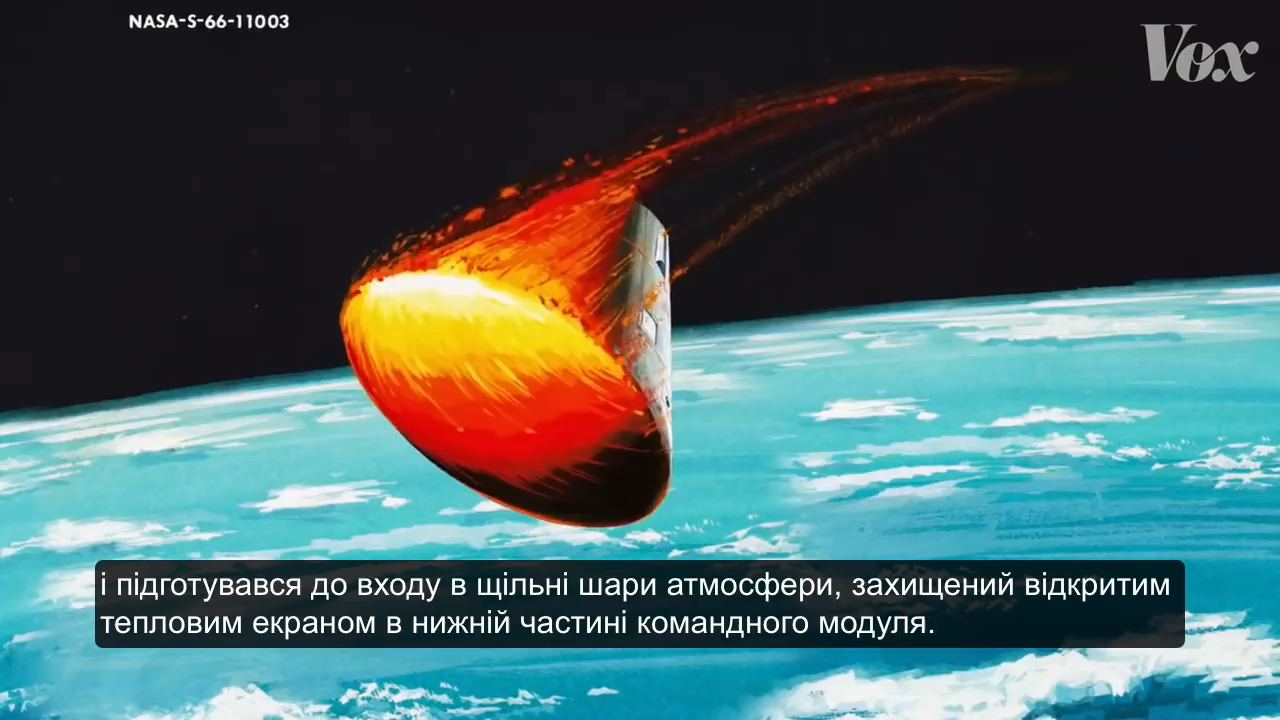 NASA-S-66-11003
Vox
і підготувався до входу в щільні шари атмосфери, захищений відкритим
тепловим екраном в нижній частині командного модуля.